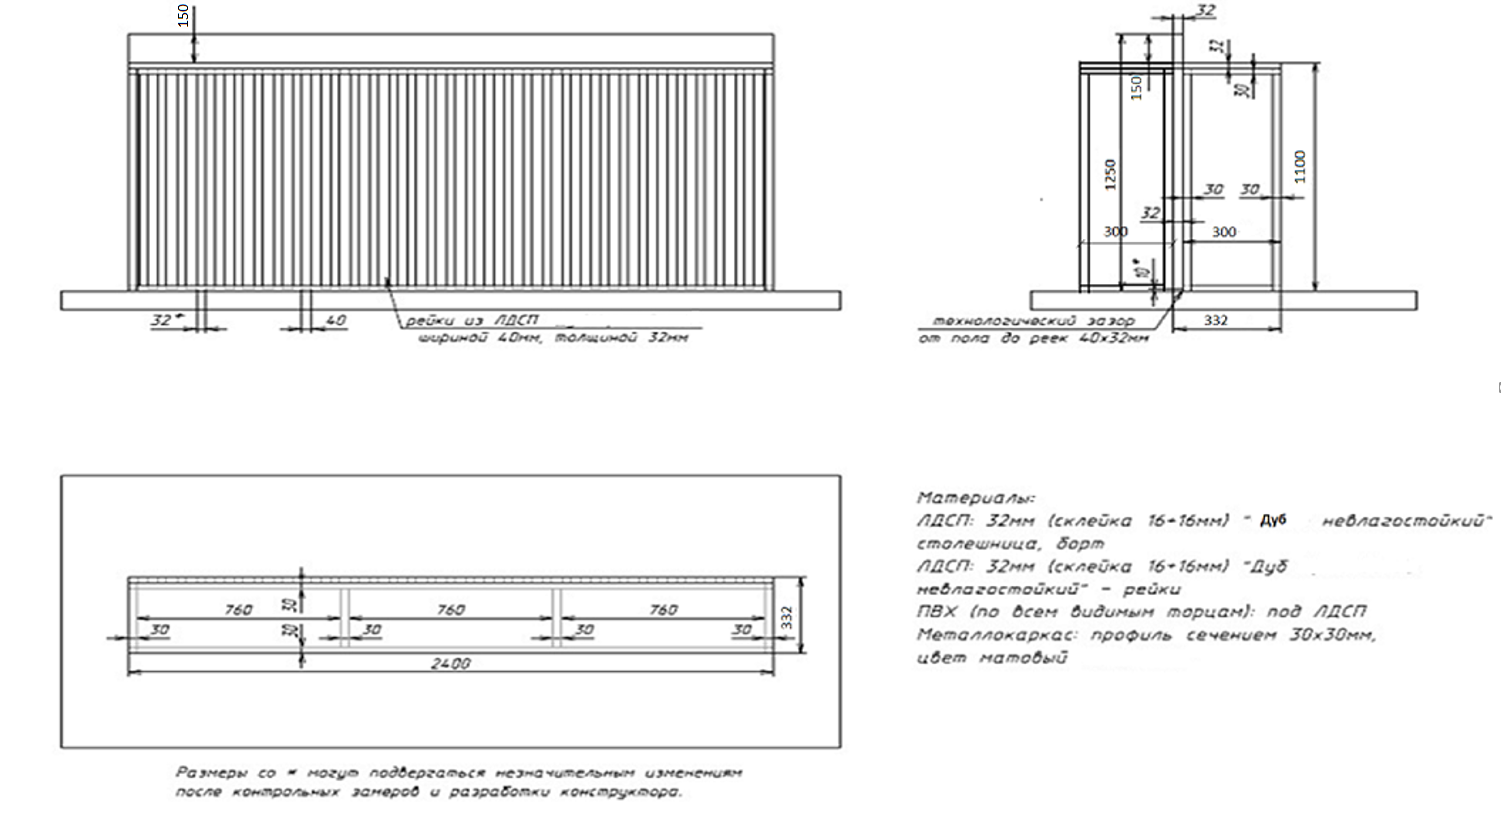 150
32*
40
рейки из ЛДСП
шириной 40мм, толщиной 32мм
32
32
150
30
1250
1100
30
30
32
300
300
10*
технологический зазор
от пола до реек 40х32мм
332
760
760
760
30
30
30
30
30
30
332
2400
Размеры со * могут подвергаться незначительным изменениям
после контрольных замеров и разработки конструктора.
Материалы:
ЛДСП: 32мм (склейка 16+16мм) " Дуб невлагостойкий"
столешница, борт
ЛДСП: 32мм (склейка 16+16мм) "Дуб
невлагостойкий" - рейки
ПВХ (по всем видимым торцам): под ЛДСП
Металлокаркас: профиль сечением 30х30мм,
цвет матовый